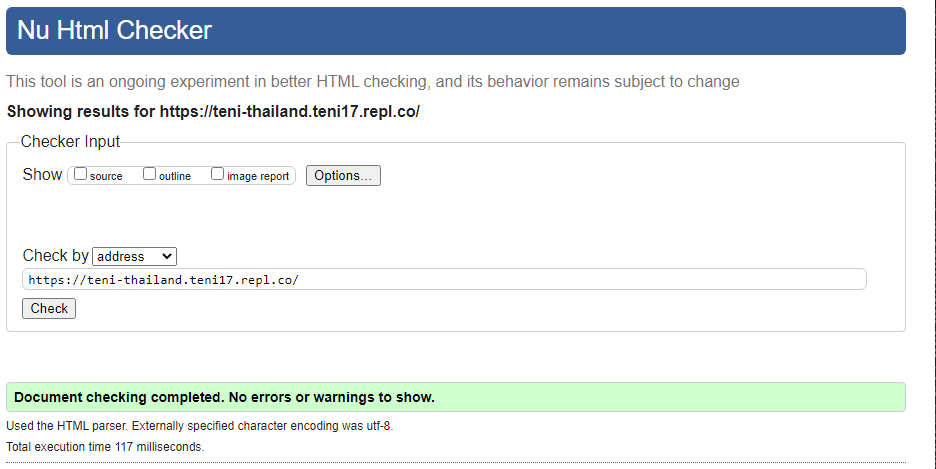 Nu Html Checker
This tool is an ongoing experiment in better HTML checking, and its behavior remains subject to change
Showing results for https://teni-thailand.teni17.repl.co/
Checker Input
Show source outline image report Options...
Check by address
https://teni-thailand.teni17.repl.co/
Check
Document checking completed. No errors or warnings to show.
Used the HTML parser. Externally specified character encoding was utf-8.
Total execution time 117 milliseconds.